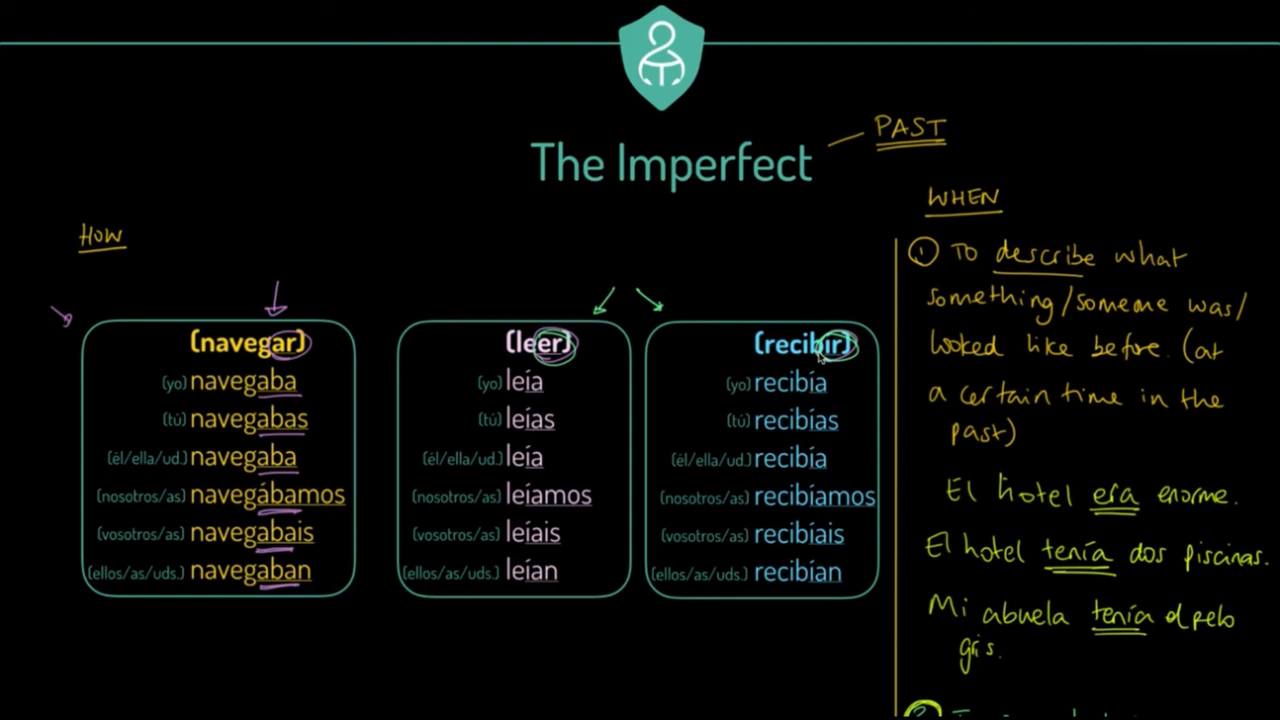 The Imperfect
PAST
HOW
(navegar)
(yo) navegaba
(tú) navegabas
(él/ella/ud.) navegaba
(nosotros/as) navegábamos
(vosotros/as) navegabais
(ellos/as/uds.) navegaban
(leer)
(yo) leía
(tú) leías
(él/ella/ud.) leía
(nosotros/as) leíamos
(vosotros/as) leíais
(ellos/as/uds.) leían
(recibir)
(yo) recibía
(tú) recibías
(él/ella/ud.) recibía
(nosotros/as) recibíamos
(vosotros/as) recibíais
(ellos/as/uds.) recibían
WHEN
① To describe what
something/someone was/
looked like before. (at
a certain time in the
past)
El hotel era enorme.
El hotel tenía dos piscinas.
Mi abuela tenía el pelo
gris.